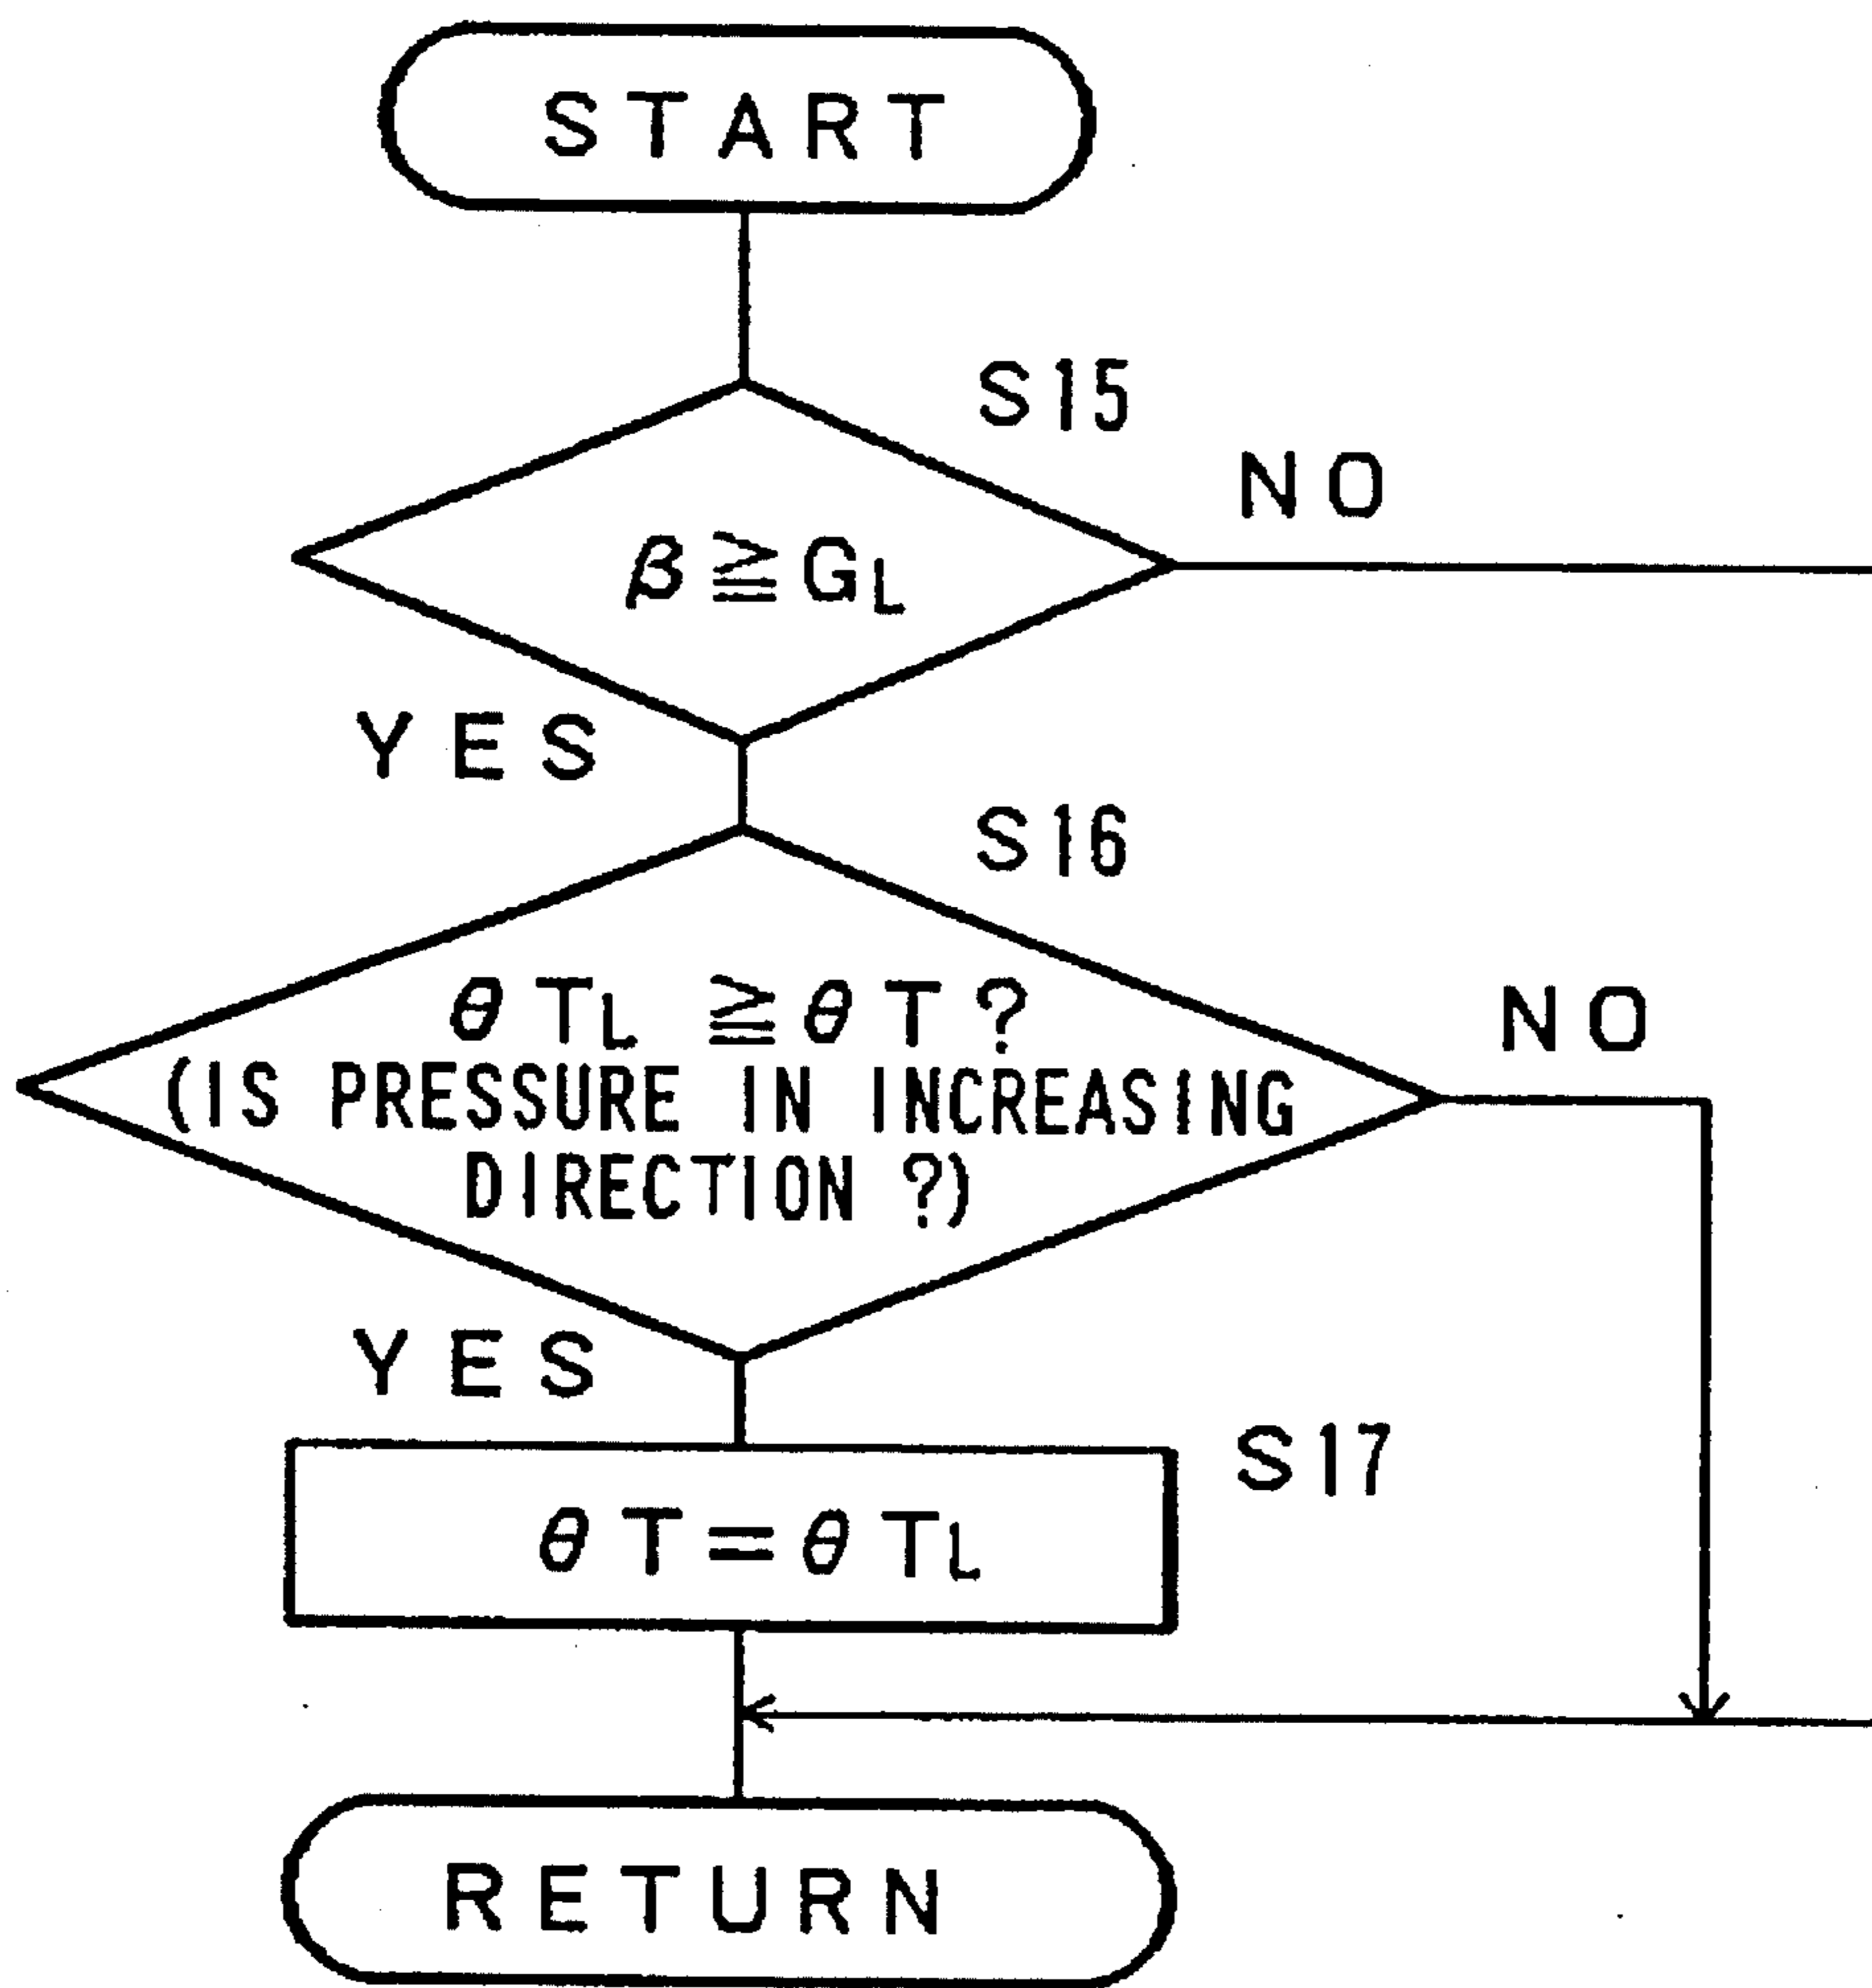 START
S15
NO
β≧GL
YES
S16
θTL ≧θT?
NO
(IS PRESSURE IN INCREASING
DIRECTION ?)
YES
S17
θT=θTL
RETURN